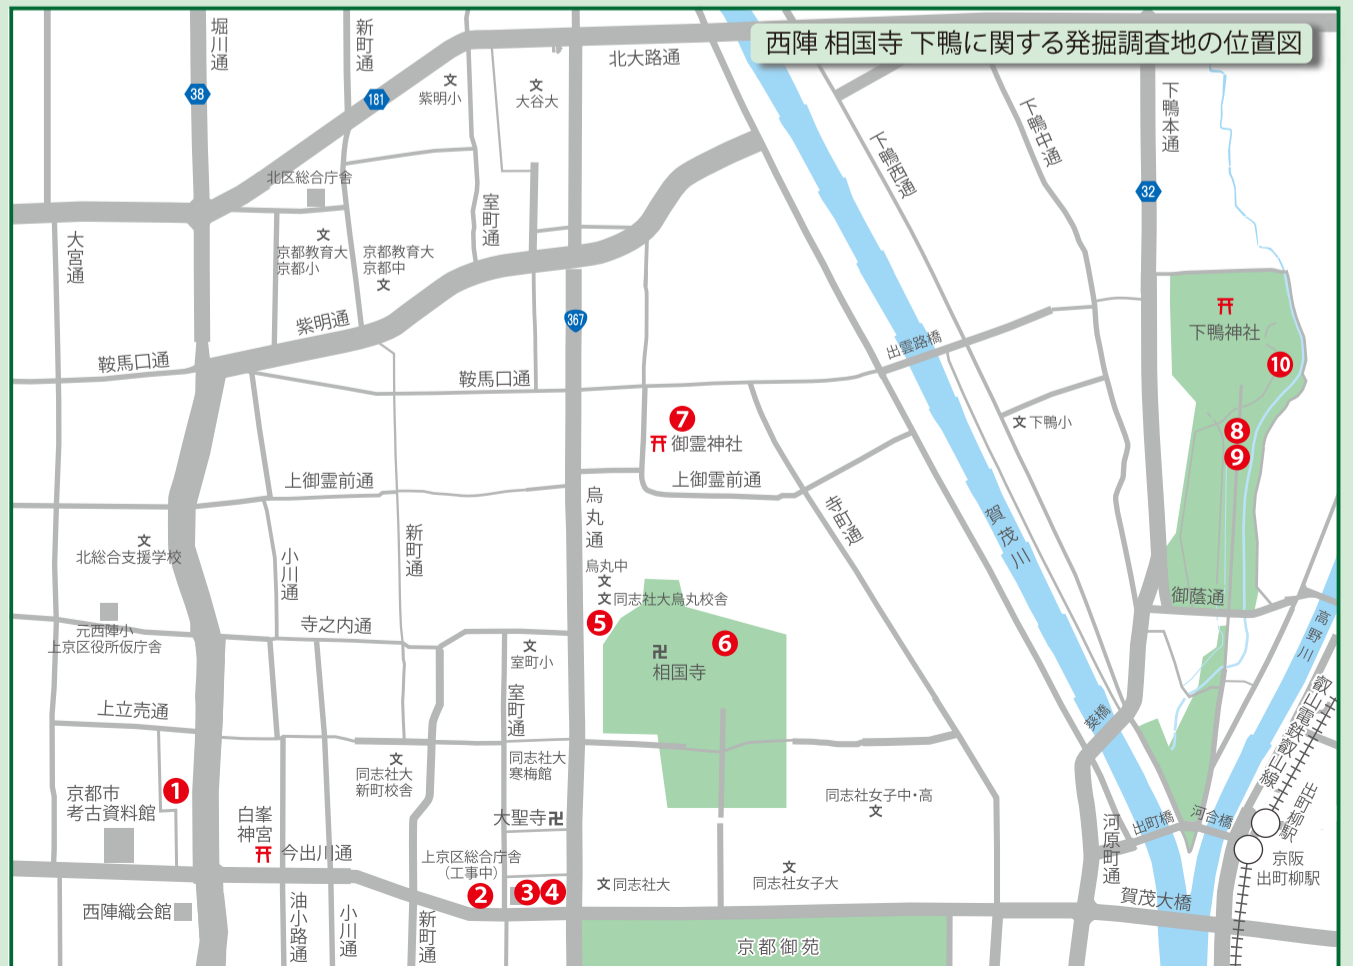 西陣 相国寺 下鴨に関する発掘調査地の位置図
堀川通
新町通
38
181
紫明小
大谷大
北大路通
下鴨西通
下鴨中通
下鴨本通
32
北区総合庁舎
室町通
大宮通
京都教育大
京都小
京都教育大
京都中
紫明通
367
鞍馬口通
鞍馬口通
出雲路橋
下鴨神社
10
7
御霊神社
下鴨小
8
9
上御霊前通
上御霊前通
烏丸通
寺町通
賀茂川
北総合支援学校
小川通
新町通
烏丸中
同志社大烏丸校舎
御蔭通
元西陣小
上京区役所仮庁舎
寺之内通
5
6
相国寺
室町小
室町通
高野川
叡山電鉄叡山線
上立売通
葵橋
1
京都市
考古資料館
同志社大
新町校舎
同志社大
寒梅館
白峯
神宮
大聖寺
同志社女子中・高
河原町通
出町橋
河合橋
出町柳駅
今出川通
上京区総合庁舎
(工事中)
2
3
4
同志社大
同志社女子大
京阪
出町柳駅
西陣織会館
油小路通
小川通
新町通
賀茂大橋
京都御苑